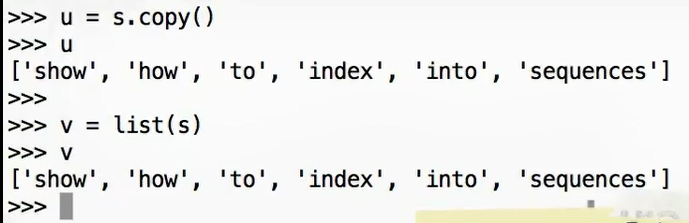 >>> u = s.copy()
>>> u
['show', 'how', 'to', 'index', 'into', 'sequences']
>>>
>>> v = list(s)
>>> v
['show', 'how', 'to', 'index', 'into', 'sequences']
>>>